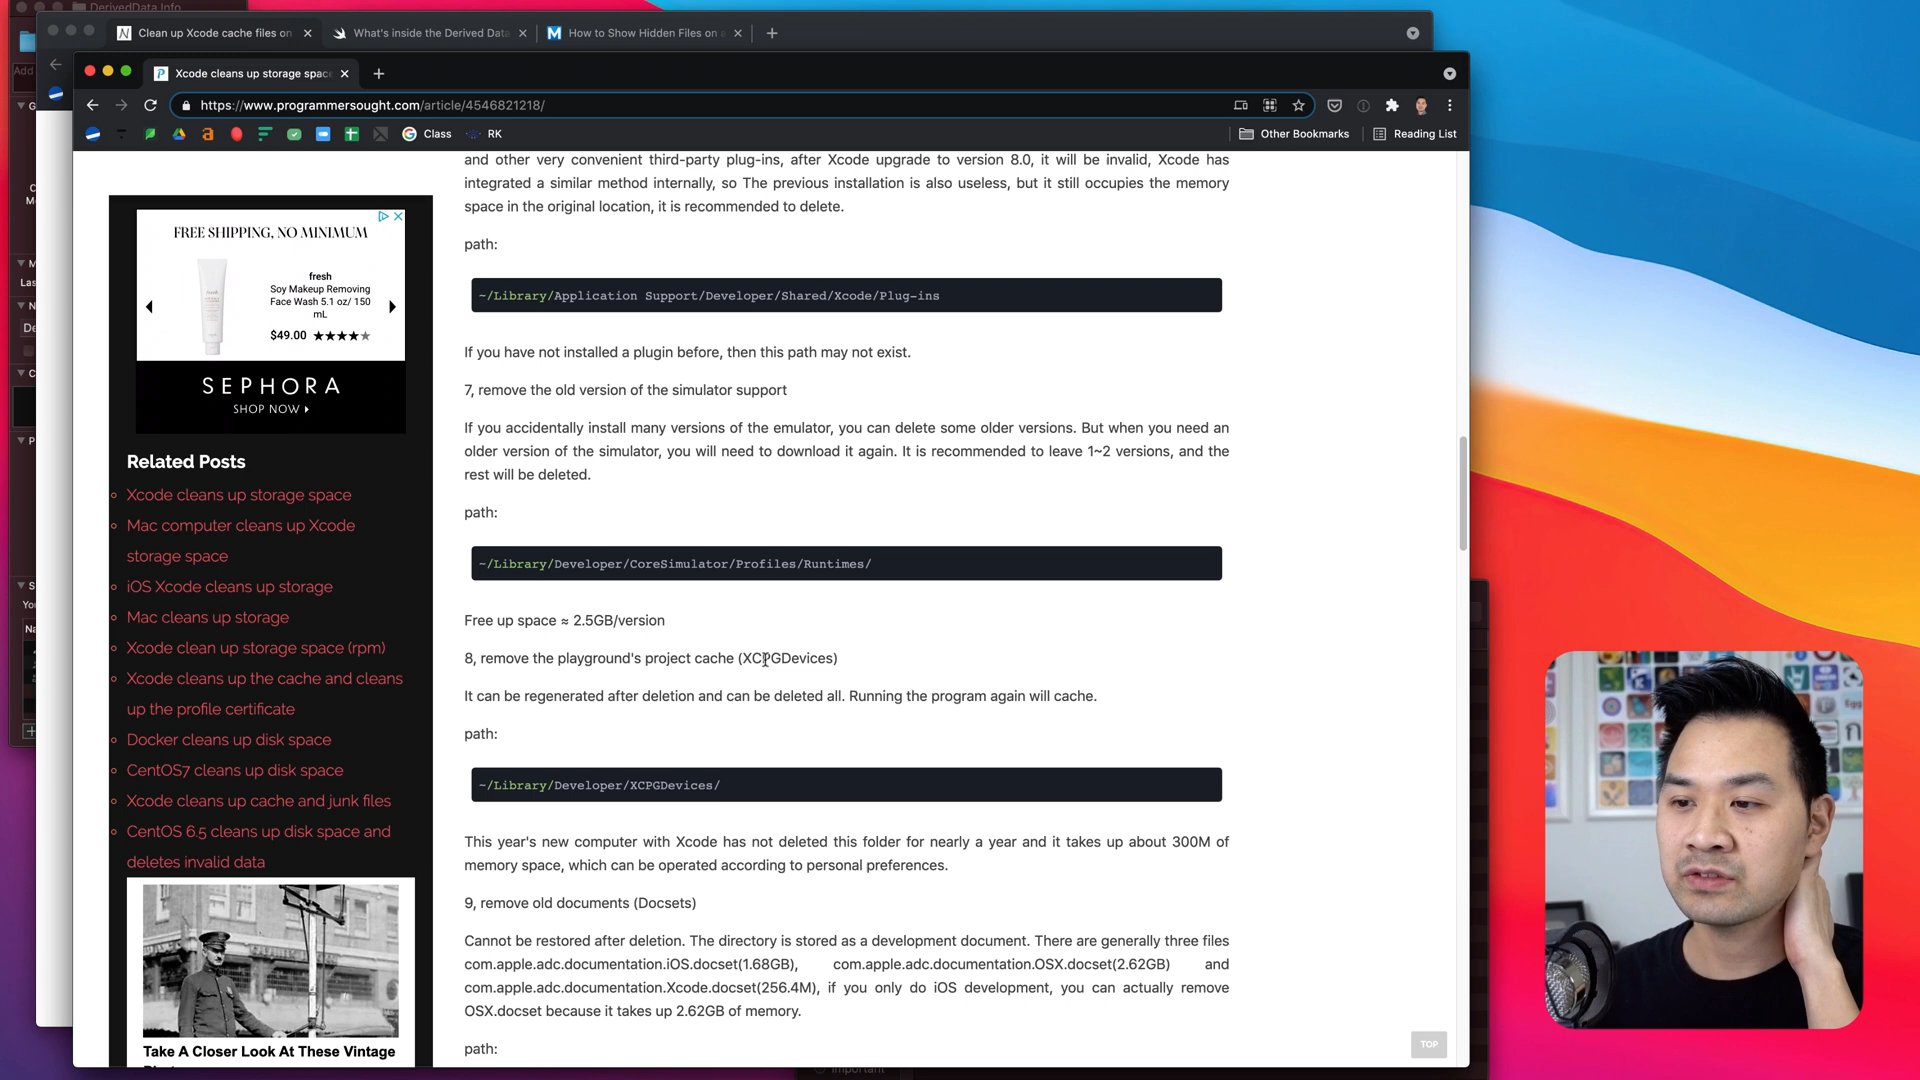 DerivedData Info
Clean up Xcode cache files on
What's inside the Derived Data
How to Show Hidden Files on a
Xcode cleans up storage space
https://www.programmersought.com/article/4546821218/
Class
RK
Other Bookmarks
Reading List
and other very convenient third-party plug-ins, after Xcode upgrade to version 8.0, it will be invalid, Xcode has
integrated a similar method internally, so The previous installation is also useless, but it still occupies the memory
space in the original location, it is recommended to delete.
path:
~/Library/Application Support/Developer/Shared/Xcode/Plug-ins
If you have not installed a plugin before, then this path may not exist.
7, remove the old version of the simulator support
If you accidentally install many versions of the emulator, you can delete some older versions. But when you need an
older version of the simulator, you will need to download it again. It is recommended to leave 1~2 versions, and the
rest will be deleted.
path:
~/Library/Developer/CoreSimulator/Profiles/Runtimes/
Free up space ≈ 2.5GB/version
8, remove the playground's project cache (XCPGDevices)
It can be regenerated after deletion and can be deleted all. Running the program again will cache.
path:
~/Library/Developer/XCPGDevices/
This year's new computer with Xcode has not deleted this folder for nearly a year and it takes up about 300M of
memory space, which can be operated according to personal preferences.
9, remove old documents (Docsets)
Cannot be restored after deletion. The directory is stored as a development document. There are generally three files
com.apple.adc.documentation.iOS.docset(1.68GB), com.apple.adc.documentation.OSX.docset(2.62GB) and
com.apple.adc.documentation.Xcode.docset(256.4M), if you only do iOS development, you can actually remove
OSX.docset because it takes up 2.62GB of memory.
path:
TOP
FREE SHIPPING, NO MINIMUM
fresh
Soy Makeup Removing
Face Wash 5.1 oz/ 150
mL
$49.00 ★★★★☆
SEPHORA
SHOP NOW
Related Posts
Xcode cleans up storage space
Mac computer cleans up Xcode
storage space
iOS Xcode cleans up storage
Mac cleans up storage
Xcode clean up storage space (rpm)
Xcode cleans up the cache and cleans
up the profile certificate
Docker cleans up disk space
CentOS7 cleans up disk space
Xcode cleans up cache and junk files
CentOS 6.5 cleans up disk space and
deletes invalid data
Take A Closer Look At These Vintage
Important